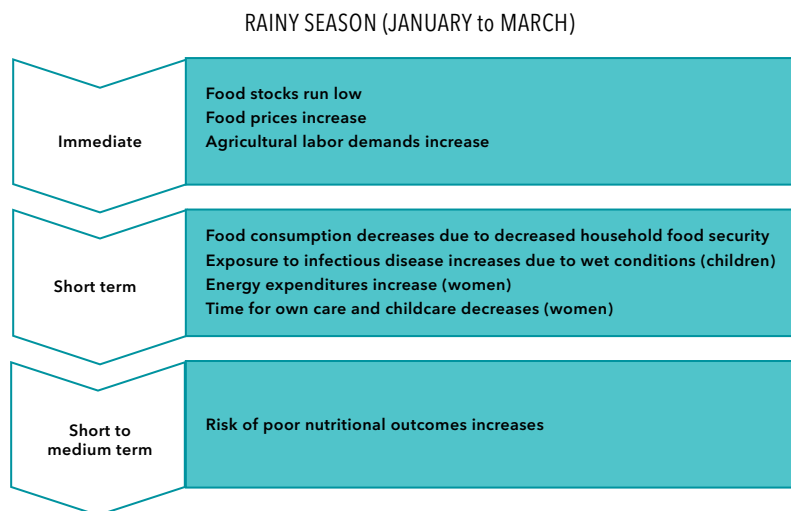 RAINY SEASON (JANUARY to MARCH)
Immediate
Food stocks run low
Food prices increase
Agricultural labor demands increase
Short term
Food consumption decreases due to decreased household food security
Exposure to infectious disease increases due to wet conditions (children)
Energy expenditures increase (women)
Time for own care and childcare decreases (women)
Short to
medium term
Risk of poor nutritional outcomes increases